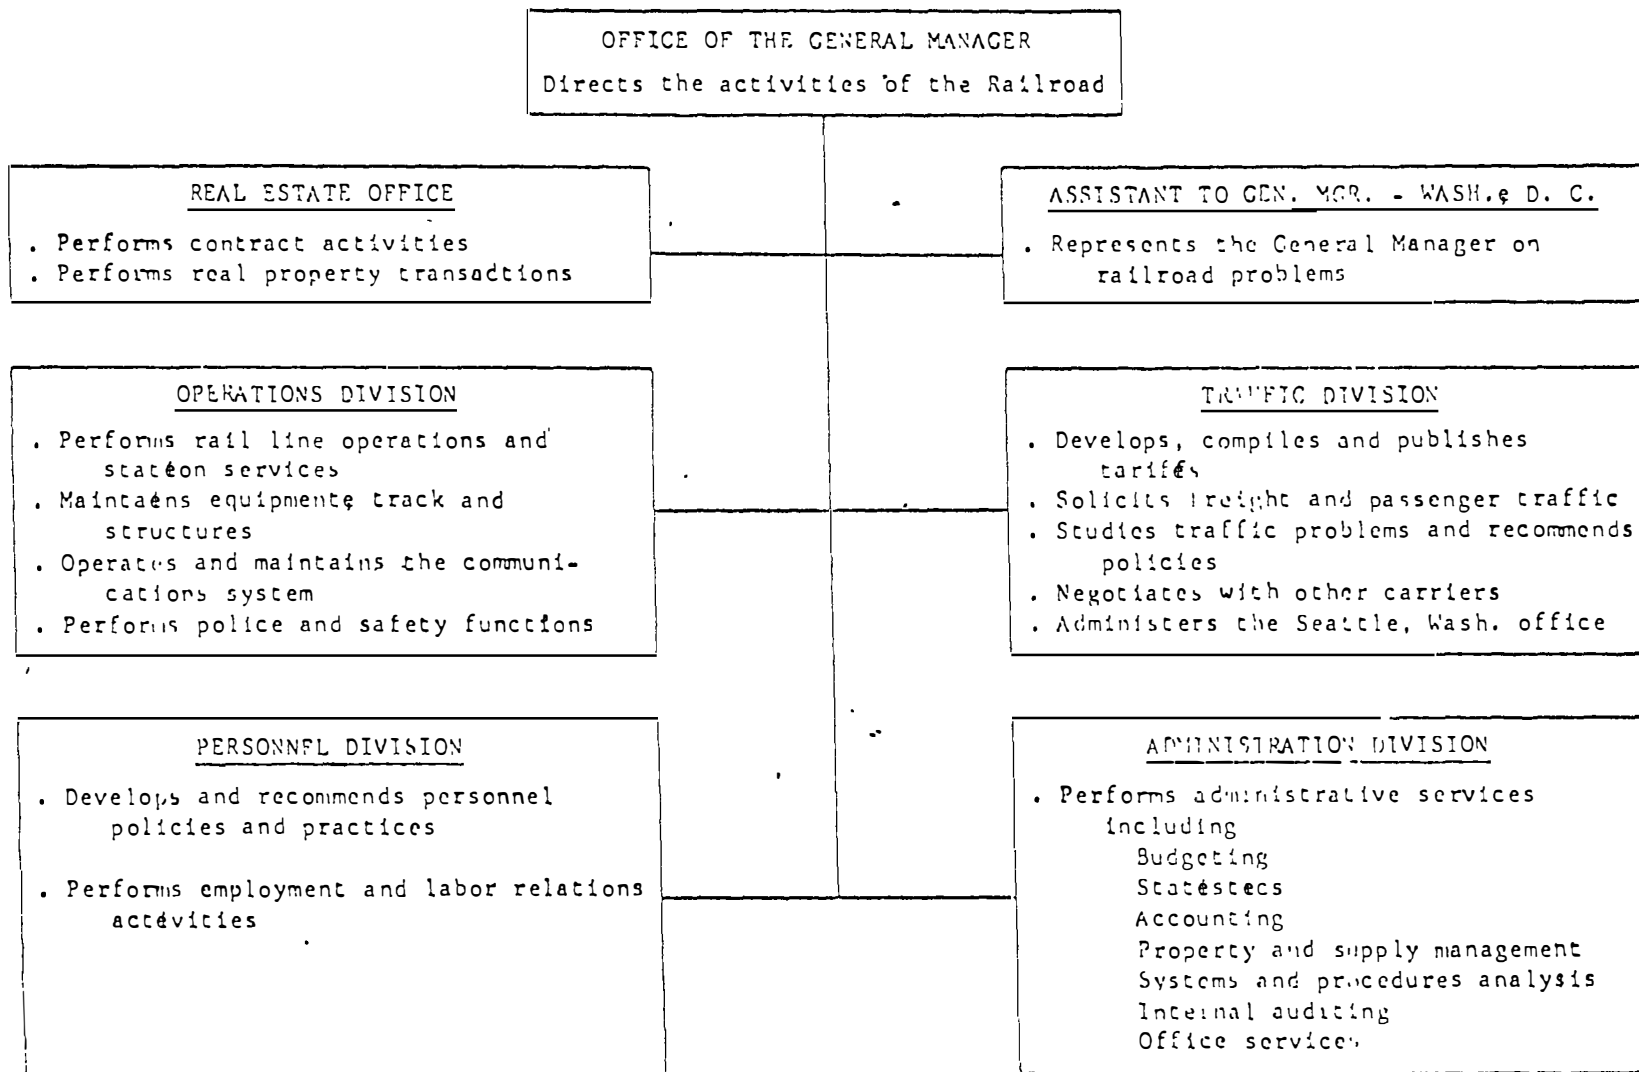 OFFICE OF THE GENERAL MANAGER
Directs the activities of the Railroad
REAL ESTATE OFFICE
. Performs contract activities
. Performs real property transadtions
ASSISTANT TO GEN. MGR. - WASH.e D. C.
. Represents the General Manager on
railroad problems
OPERATIONS DIVISION
. Performs rail line operations and
statéon services
. Maintaéns equipmente track and
structures
. Operates and maintains the communi-
cations system
. Performs police and safety functions
TRAFFIC DIVISION
. Develops, compiles and publishes
tariffs
. Solicits freight and passenger traffic
. Studies traffic problems and recommends
policies
. Negotiates with other carriers
. Administers the Seattle, Wash. office
PERSONNEL DIVISION
. Develops and recommends personnel
policies and practices
. Performs employment and labor relations
actévities
ADMINISTRATION DIVISION
. Performs administrative services
including
Budgeting
Statéstecs
Accounting
Property and supply management
Systems and procedures analysis
Internal auditing
Office services